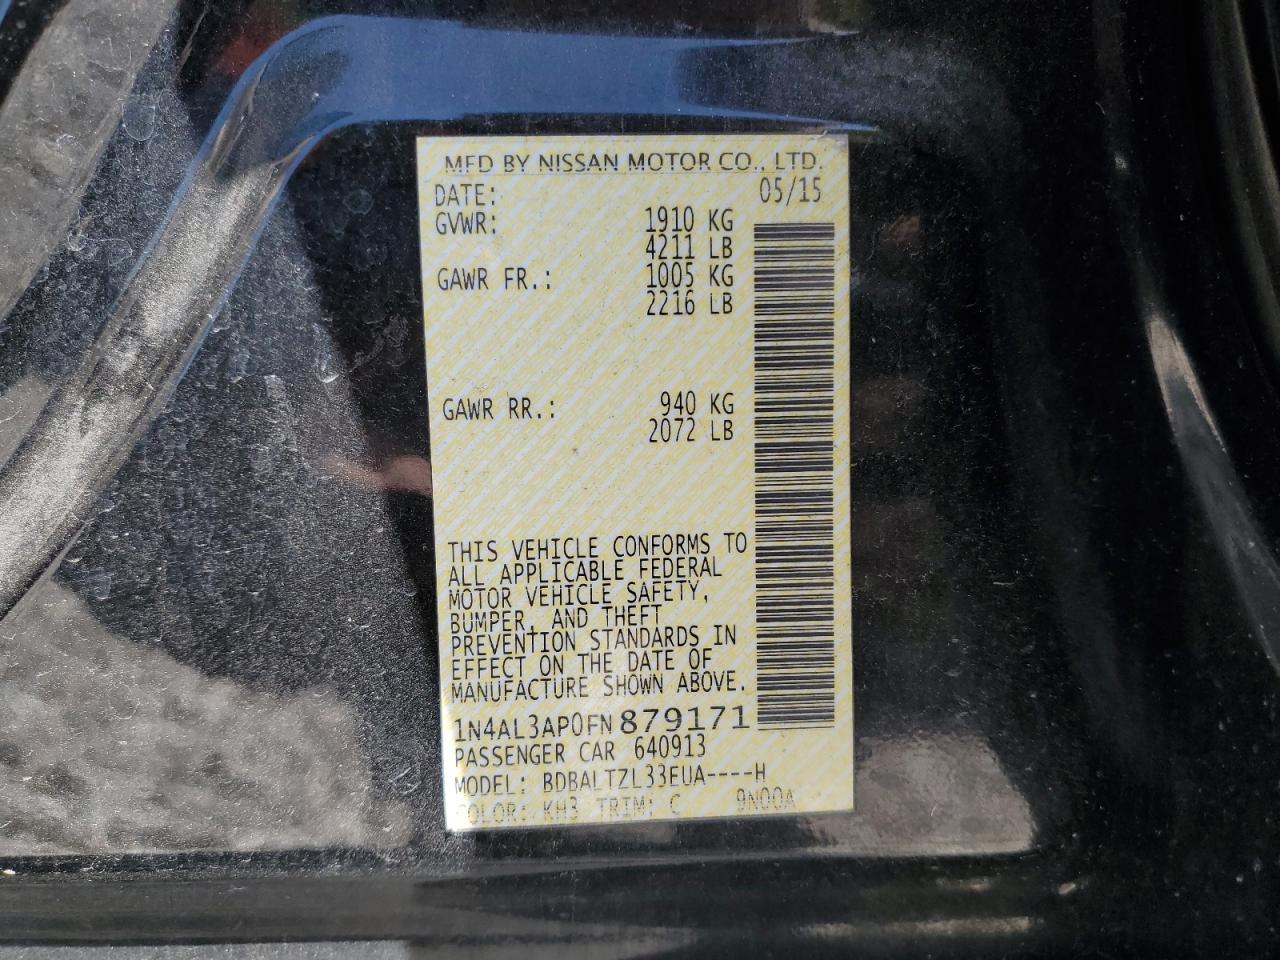 MFD BY NISSAN MOTOR CO., LTD.
DATE: 05/15
GVWR: 1910 KG
4211 LB
GAWR FR.: 1005 KG
2216 LB
GAWR RR.: 940 KG
2072 LB
THIS VEHICLE CONFORMS TO
ALL APPLICABLE FEDERAL
MOTOR VEHICLE SAFETY,
BUMPER, AND THEFT
PREVENTION STANDARDS IN
EFFECT ON THE DATE OF
MANUFACTURE SHOWN ABOVE.
1N4AL3AP0FN879171
PASSENGER CAR 640913
MODEL: BDBALTZL33EUA----H
COLOR: KH3 TRIM: C 9N00A